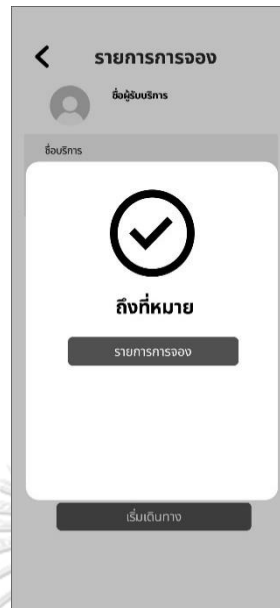 รายการการจอง
ชื่อผู้รับบริการ
ชื่อบริการ
ถึงที่หมาย
รายการการจอง
เริ่มเดินทาง